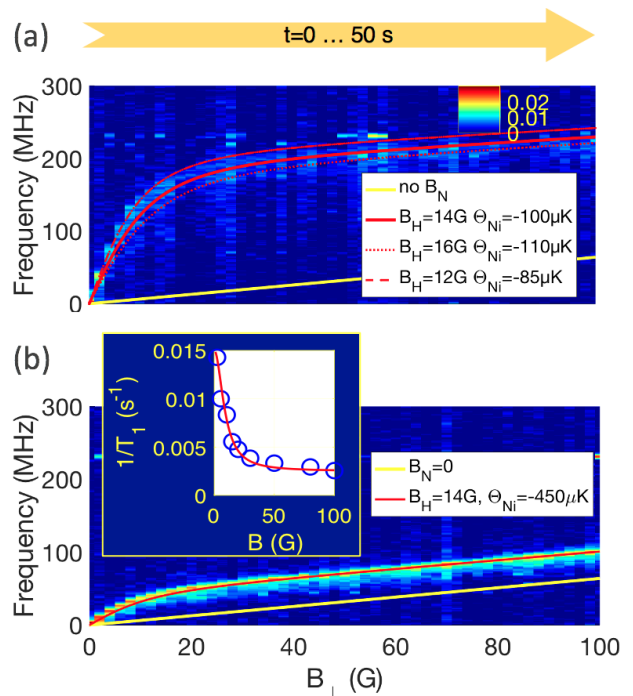 (a)
t=0 ... 50 s
300
200
100
0
Frequency (MHz)
0.02
0.01
0
no B_N
B_H=14G Θ_Ni=-100μK
B_H=16G Θ_Ni=-110μK
B_H=12G Θ_Ni=-85μK
(b)
300
200
100
0
Frequency (MHz)
0.015
0.01
0.005
0
1/T_1 (s^-1)
0 50 100
B (G)
B_N=0
B_H=14G, Θ_Ni=-450μK
0 20 40 60 80 100
B_⊥ (G)